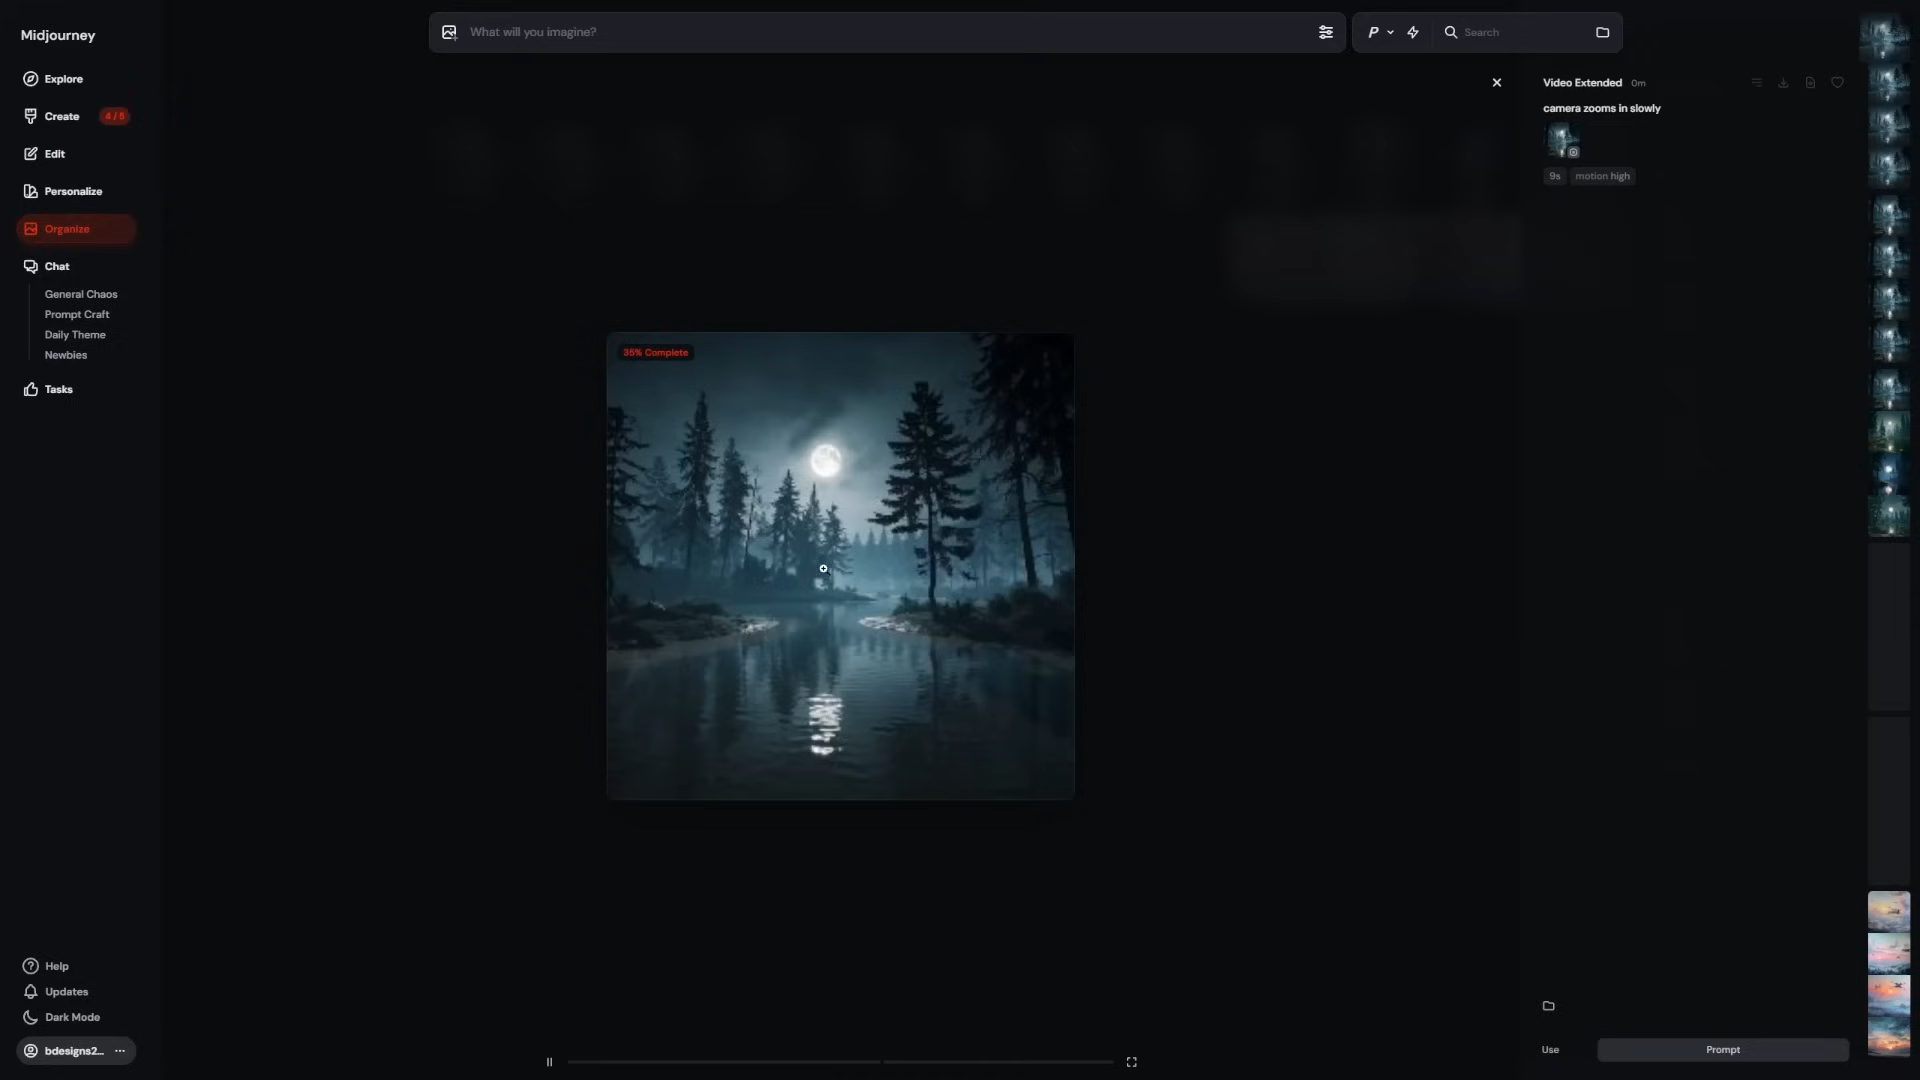 Midjourney
Explore
Create 4 / 5
Edit
Personalize
Organize
Chat
General Chaos
Prompt Craft
Daily Theme
Newbies
Tasks
Help
Updates
Dark Mode
bdesigns2... ...
What will you imagine?
P
Search
Video Extended 0m
camera zooms in slowly
9s motion high
35% Complete
Use Prompt